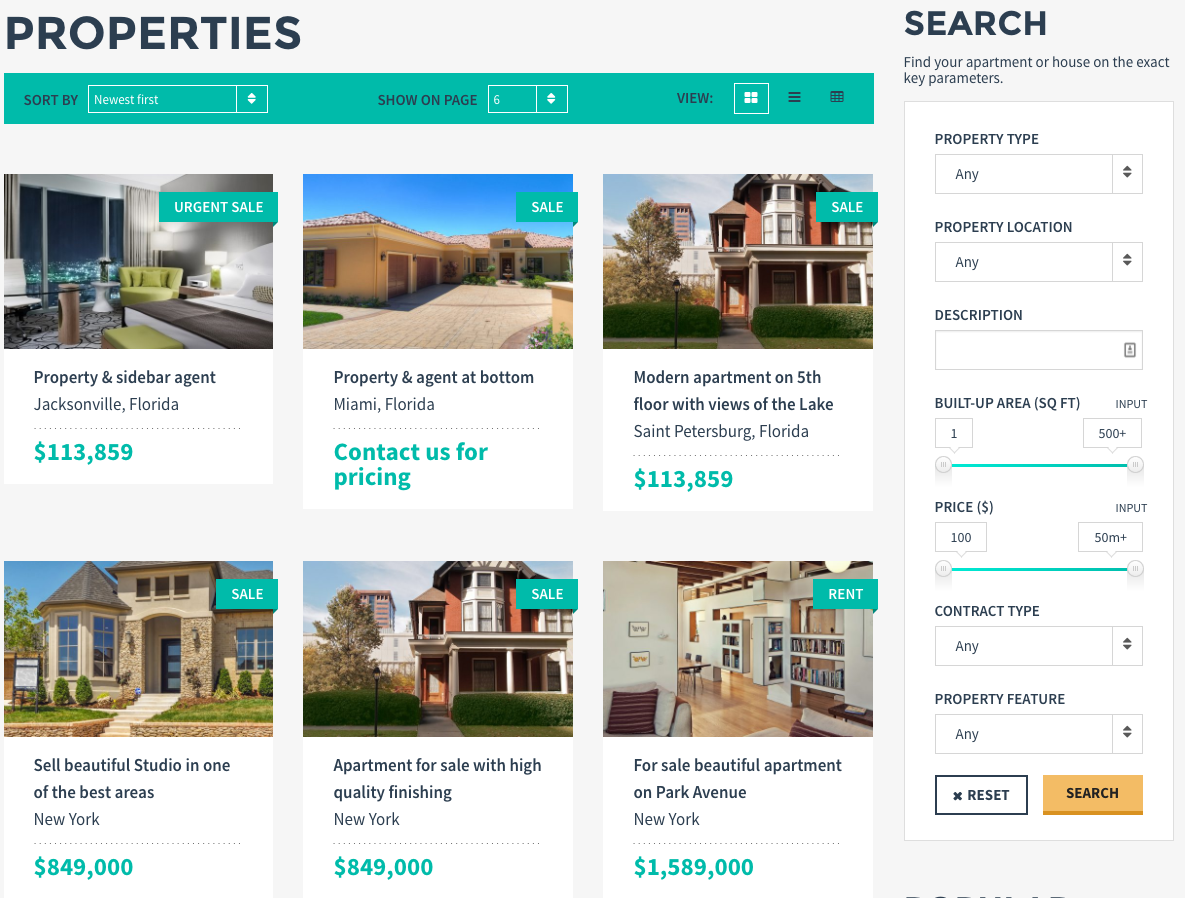 PROPERTIES
SORT BY Newest first SHOW ON PAGE 6 VIEW:
URGENT SALE
Property & sidebar agent
Jacksonville, Florida
$113,859
SALE
Property & agent at bottom
Miami, Florida
Contact us for
pricing
SALE
Modern apartment on 5th
floor with views of the Lake
Saint Petersburg, Florida
$113,859
SALE
Sell beautiful Studio in one
of the best areas
New York
$849,000
SALE
Apartment for sale with high
quality finishing
New York
$849,000
RENT
For sale beautiful apartment
on Park Avenue
New York
$1,589,000
SEARCH
Find your apartment or house on the exact
key parameters.
PROPERTY TYPE
Any
PROPERTY LOCATION
Any
DESCRIPTION
BUILT-UP AREA (SQ FT) INPUT
1 500+
PRICE ($) INPUT
100 50m+
CONTRACT TYPE
Any
PROPERTY FEATURE
Any
✖ RESET SEARCH